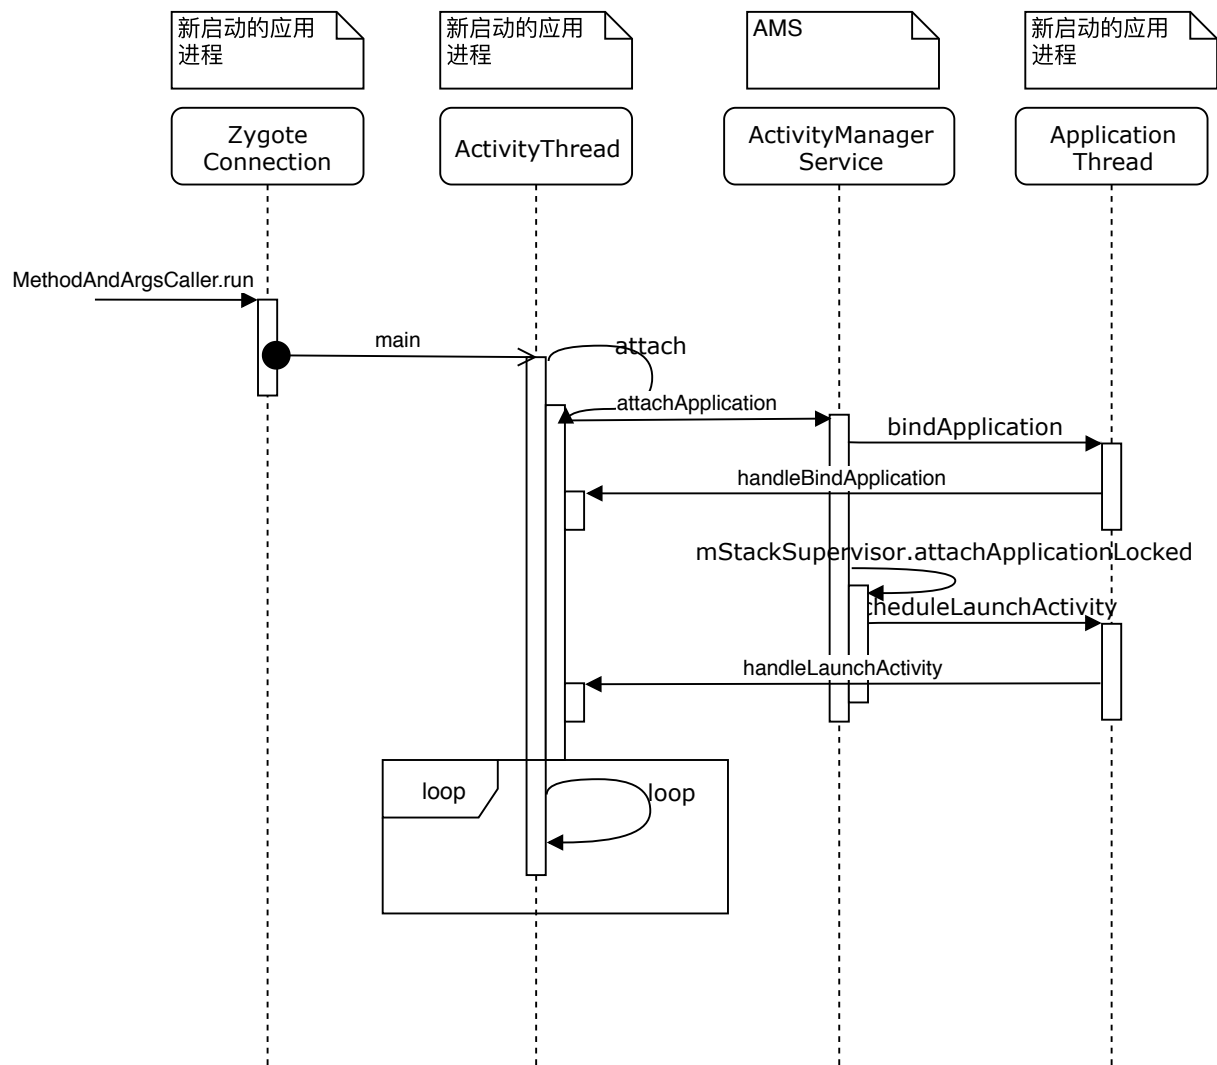 新启动的应用
进程
新启动的应用
进程
AMS
新启动的应用
进程
Zygote
Connection
ActivityThread
ActivityManager
Service
Application
Thread
MethodAndArgsCaller.run
main
attach
attachApplication
bindApplication
handleBindApplication
mStackSupervisor.attachApplicationLocked
cheduleLaunchActivity
handleLaunchActivity
loop
loop